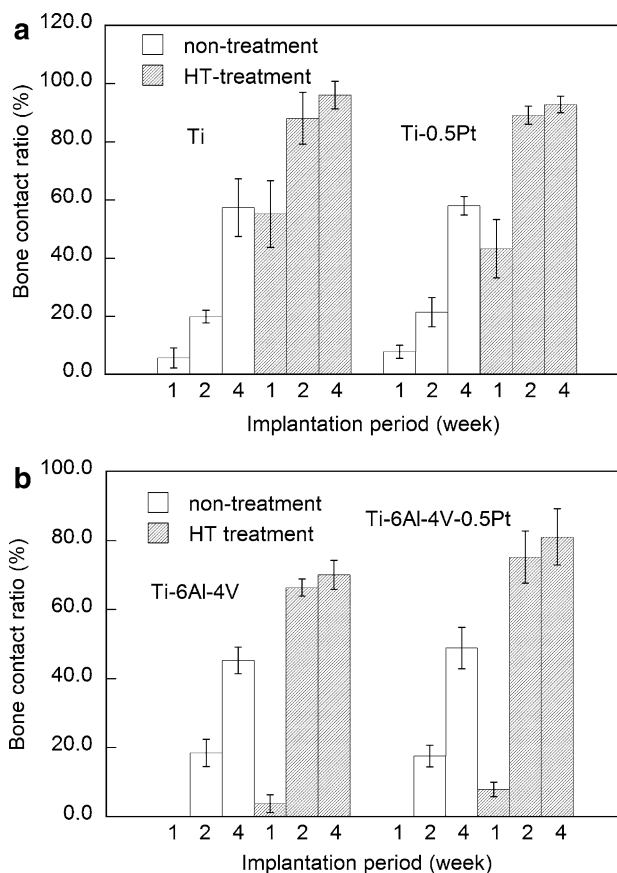 a
120.0
100.0
80.0
60.0
40.0
20.0
0.0
Bone contact ratio (%)
non-treatment
HT-treatment
Ti
Ti-0.5Pt
1 2 4 1 2 4 1 2 4 1 2 4
Implantation period (week)
b
100.0
80.0
60.0
40.0
20.0
0.0
Bone contact ratio (%)
non-treatment
HT treatment
Ti-6Al-4V
Ti-6Al-4V-0.5Pt
1 2 4 1 2 4 1 2 4 1 2 4
Implantation period (week)